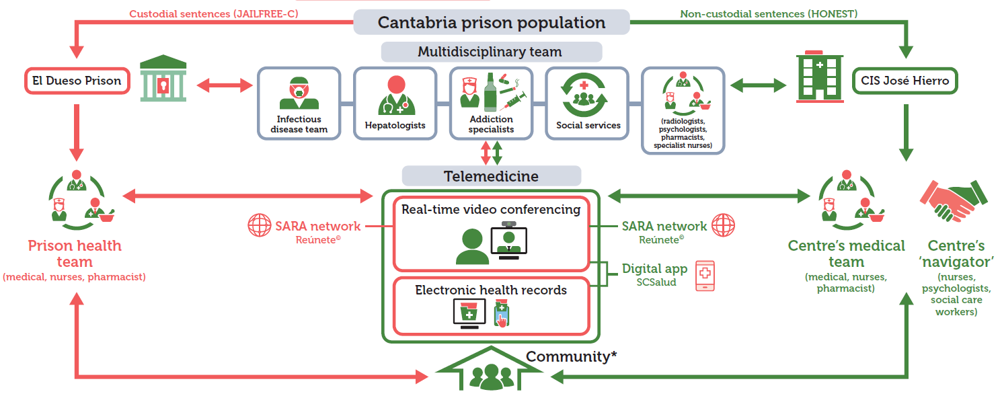 Custodial sentences (JAILFREE-C)
Cantabria prison population
Non-custodial sentences (HONEST)
Multidisciplinary team
El Dueso Prison
CIS José Hierro
Infectious
disease team
Hepatologists
Addiction
specialists
Social services
(radiologists,
psychologists,
pharmacists,
specialist nurses)
Telemedicine
Real-time video conferencing
SARA network
Reúnete©
SARA network
Reúnete©
Digital app
SCSalud
Electronic health records
Prison health
team
(medical, nurses, pharmacist)
Centre's medical
team
(medical, nurses,
pharmacist)
Centre's
‘navigator’
(nurses,
psychologists,
social care
workers)
Community*